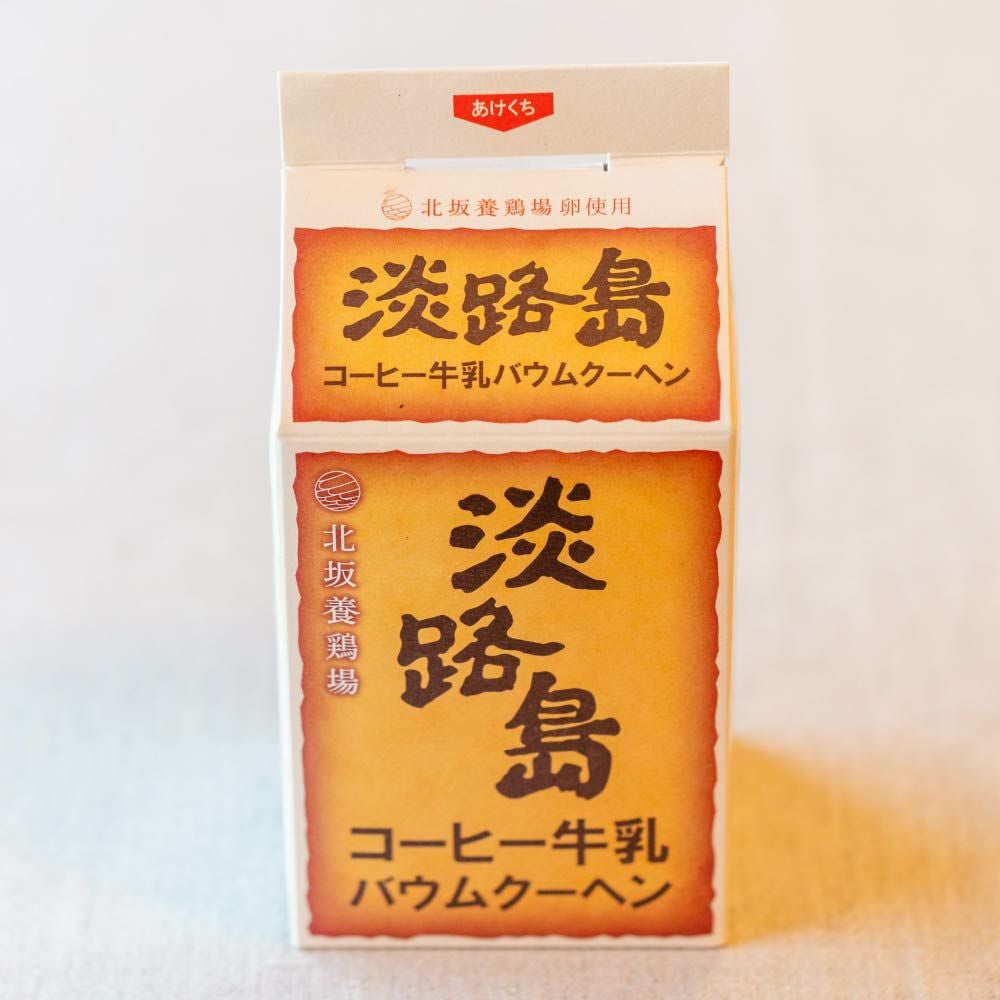 あけくち
北坂養鶏場 卵使用
淡路島
コーヒー牛乳バウムクーヘン
北坂養鶏場
淡路島
コーヒー牛乳
バウムクーヘン